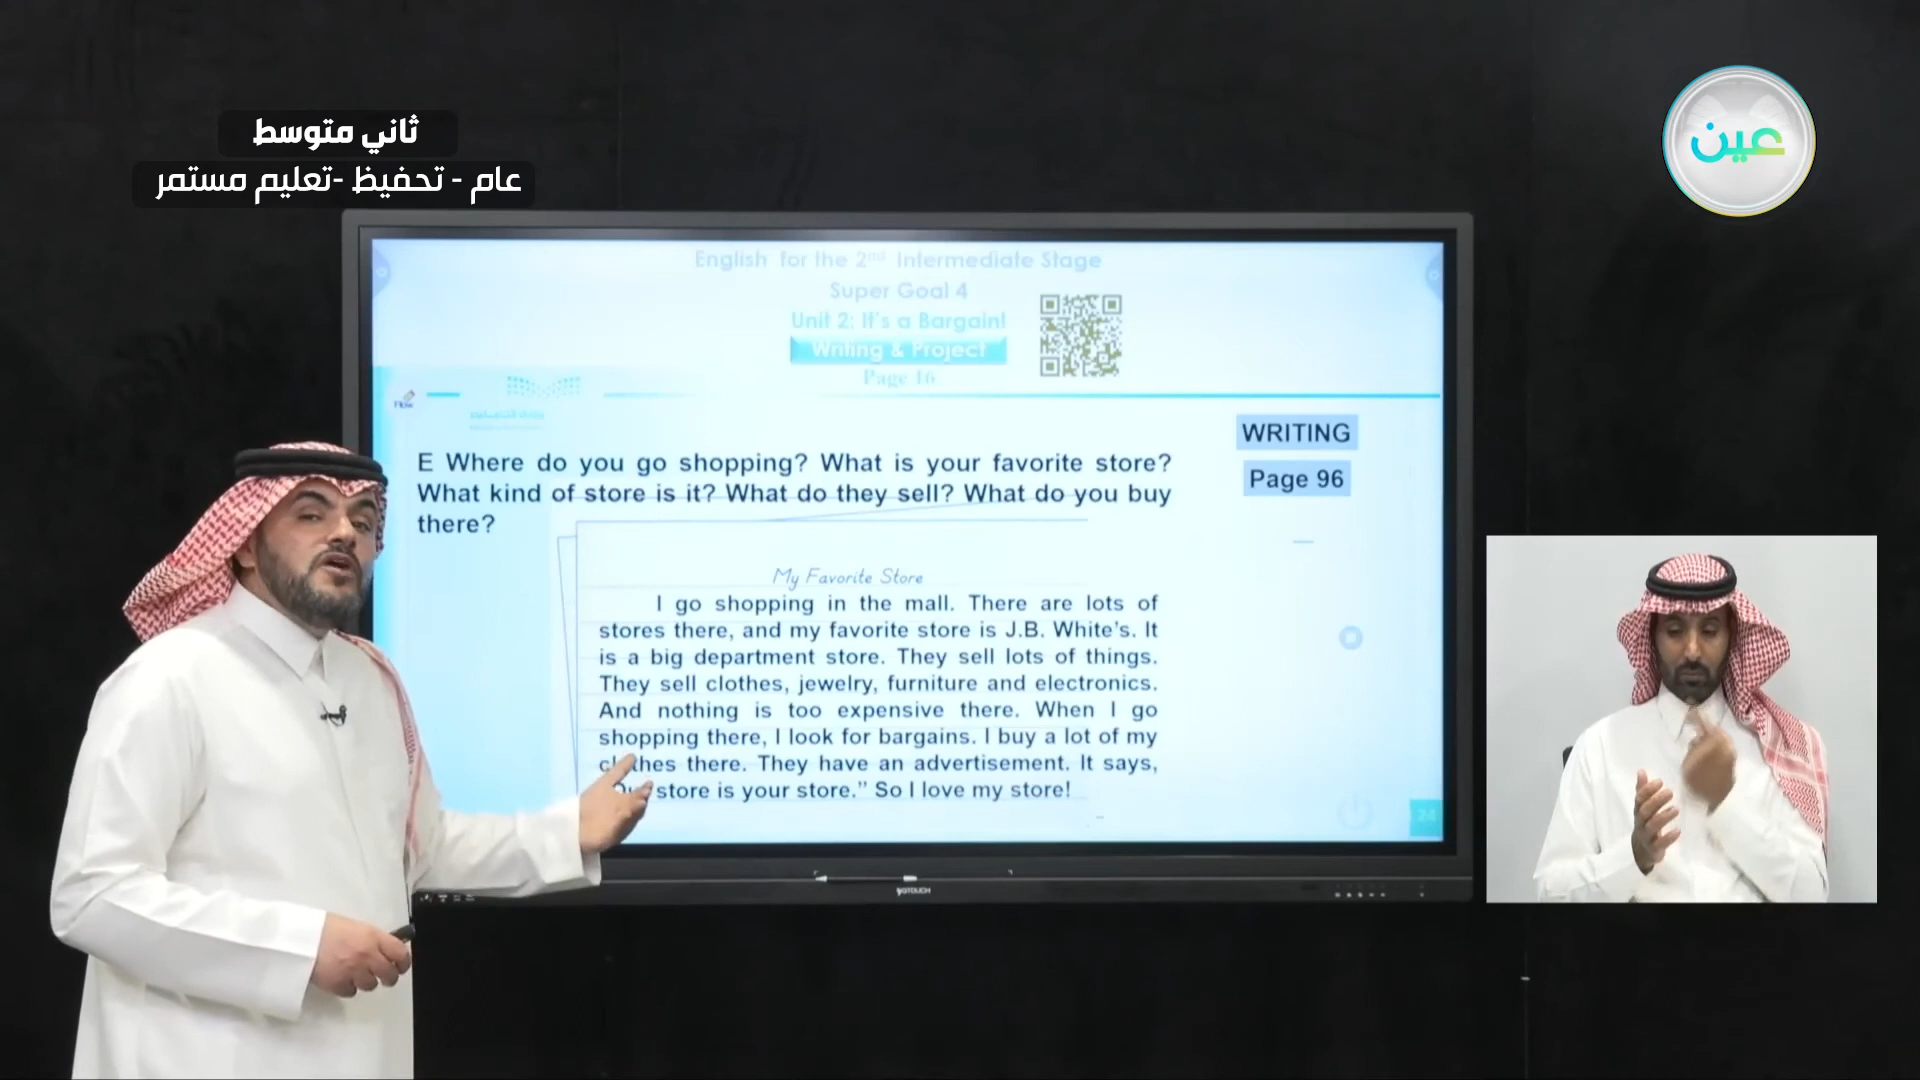 ثاني متوسط
عام - تحفيظ -تعليم مستمر
عين
English for the 2nd Intermediate Stage
Super Goal 4
Unit 2: It's a Bargain!
Writing & Project
Page 16
وزارة التعليم
WRITING
Page 96
E Where do you go shopping? What is your favorite store?
What kind of store is it? What do they sell? What do you buy
there?
My Favorite Store
I go shopping in the mall. There are lots of
stores there, and my favorite store is J.B. White's. It
is a big department store. They sell lots of things.
They sell clothes, jewelry, furniture and electronics.
And nothing is too expensive there. When I go
shopping there, I look for bargains. I buy a lot of my
clothes there. They have an advertisement. It says,
"Our store is your store." So I love my store!
24